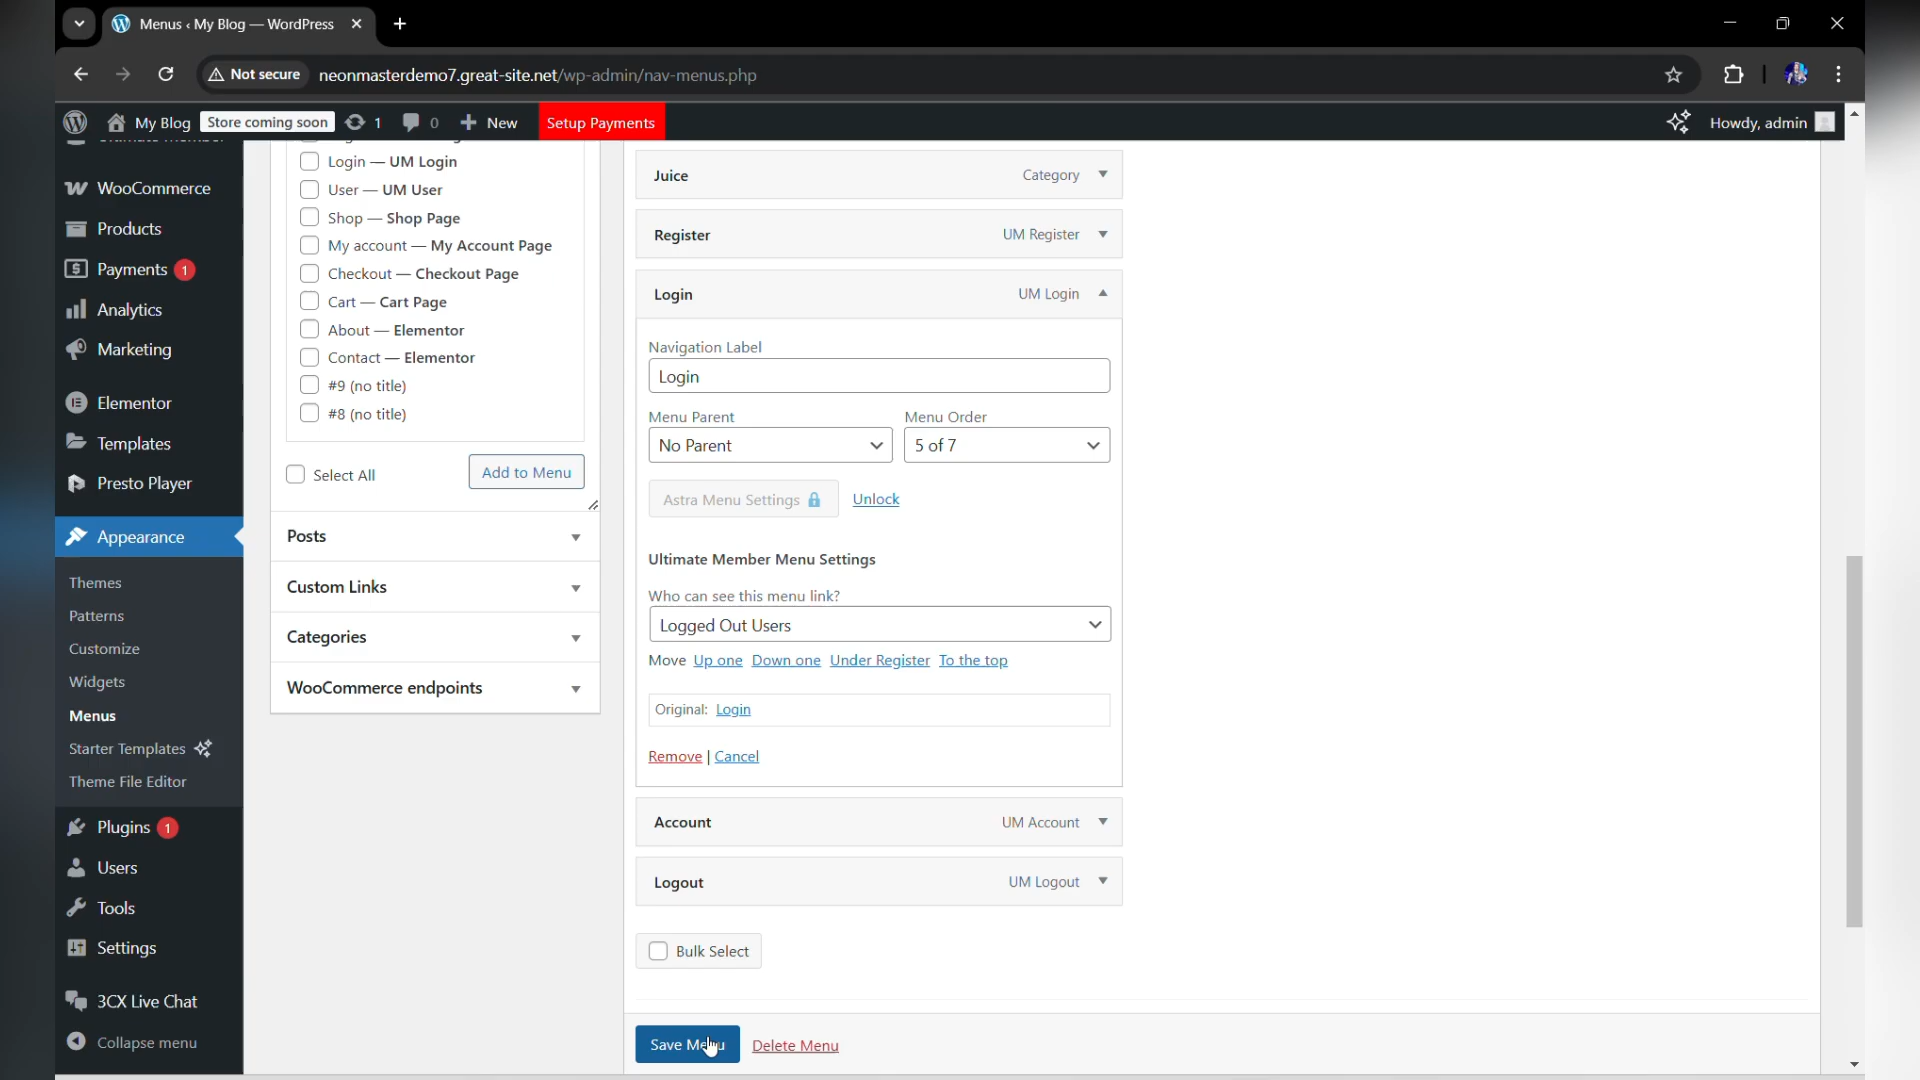 Menus ‹ My Blog — WordPress
Not secure
neonmasterdemo7.great-site.net/wp-admin/nav-menus.php
My Blog
Store coming soon
1
0
New
Setup Payments
Howdy, admin
WooCommerce
Products
Payments 1
Analytics
Marketing
Elementor
Templates
Presto Player
Appearance
Themes
Patterns
Customize
Widgets
Menus
Starter Templates
Theme File Editor
Plugins 1
Users
Tools
Settings
3CX Live Chat
Collapse menu
Login — UM Login
User — UM User
Shop — Shop Page
My account — My Account Page
Checkout — Checkout Page
Cart — Cart Page
About — Elementor
Contact — Elementor
#9 (no title)
#8 (no title)
Select All
Add to Menu
Posts
Custom Links
Categories
WooCommerce endpoints
Juice Category
Register UM Register
Login UM Login
Navigation Label
Login
Menu Parent Menu Order
No Parent 5 of 7
Astra Menu Settings Unlock
Ultimate Member Menu Settings
Who can see this menu link?
Logged Out Users
Move Up one Down one Under Register To the top
Original: Login
Remove | Cancel
Account UM Account
Logout UM Logout
Bulk Select
Save Menu Delete Menu